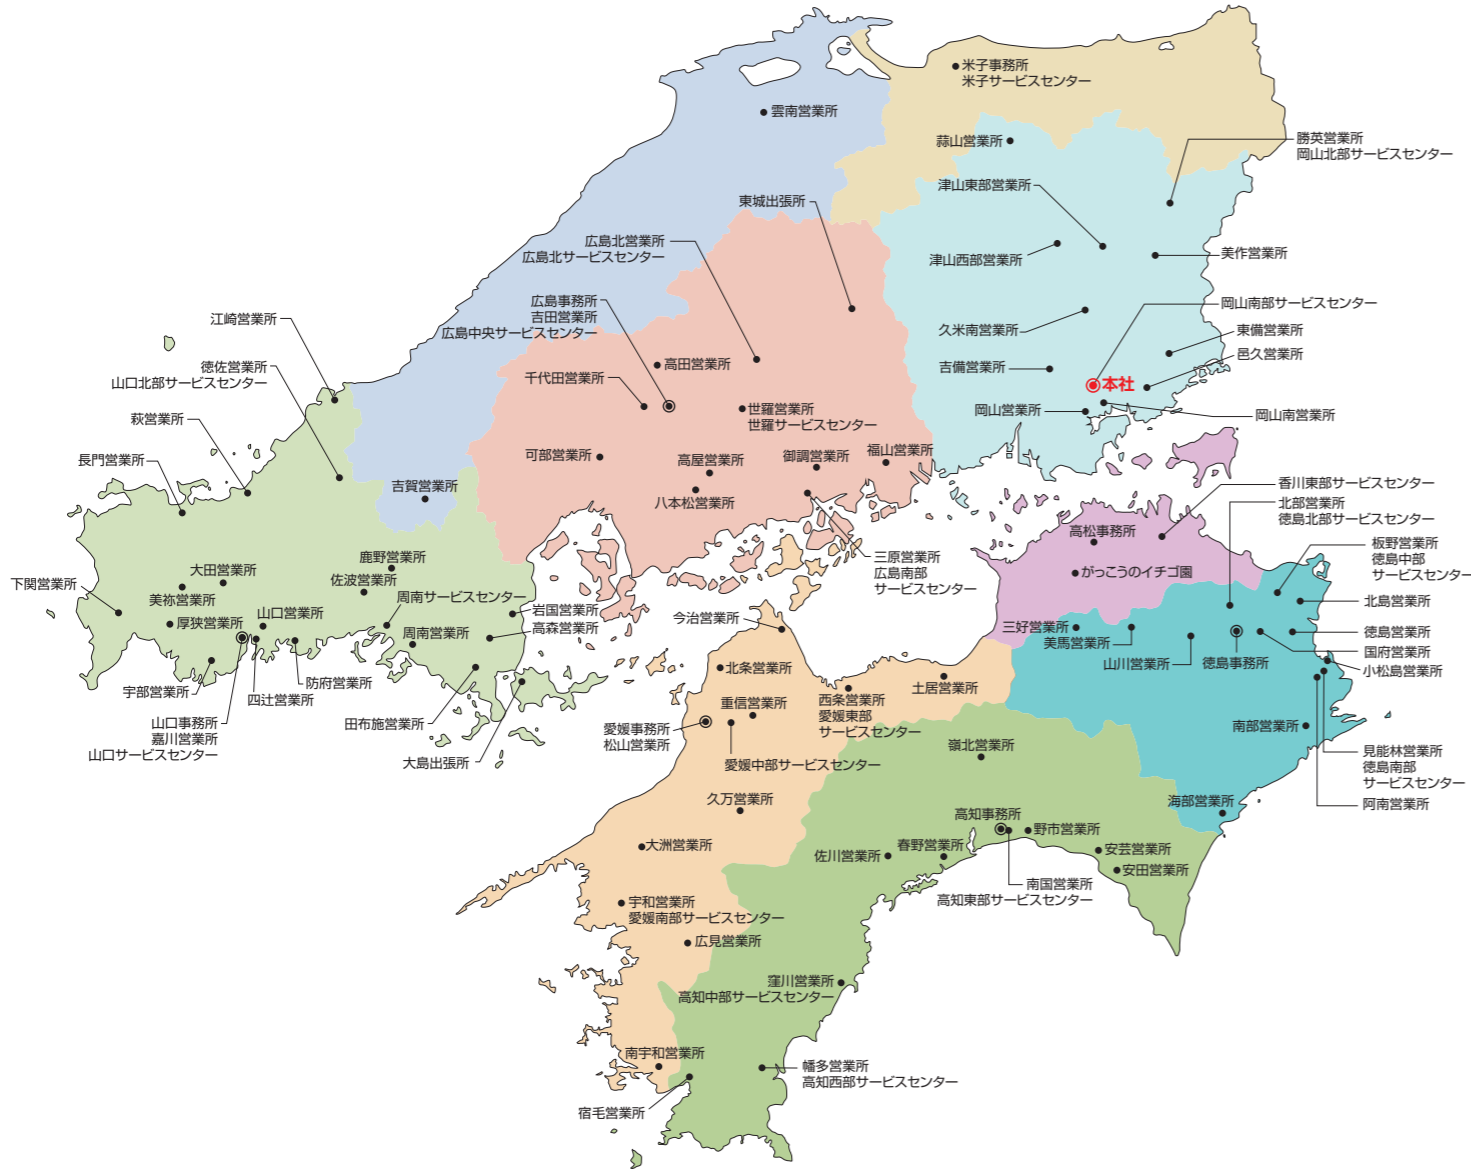 米子事務所
米子サービスセンター
雲南営業所
蒜山営業所
勝英営業所
岡山北部サービスセンター
津山東部営業所
東城出張所
広島北営業所
広島北サービスセンター
津山西部営業所
美作営業所
広島事務所
吉田営業所
広島中央サービスセンター
岡山南部サービスセンター
江崎営業所
久米南営業所
東備営業所
徳佐営業所
山口北部サービスセンター
高田営業所
吉備営業所
邑久営業所
千代田営業所
本社
萩営業所
世羅営業所
世羅サービスセンター
岡山営業所
岡山南営業所
長門営業所
可部営業所
高屋営業所
御調営業所
福山営業所
吉賀営業所
八本松営業所
香川東部サービスセンター
北部営業所
徳島北部サービスセンター
高松事務所
板野営業所
徳島中部
サービスセンター
三原営業所
広島南部
サービスセンター
がっこうのイチゴ園
鹿野営業所
大田営業所
佐波営業所
下関営業所
美祢営業所
周南サービスセンター
北島営業所
厚狭営業所
山口営業所
岩国営業所
高森営業所
今治営業所
三好営業所
美馬営業所
徳島営業所
周南営業所
国府営業所
山川営業所
徳島事務所
小松島営業所
北条営業所
宇部営業所
四辻営業所
防府営業所
西条営業所
愛媛東部
サービスセンター
土居営業所
重信営業所
山口事務所
嘉川営業所
山口サービスセンター
田布施営業所
愛媛事務所
松山営業所
南部営業所
大島出張所
愛媛中部サービスセンター
嶺北営業所
見能林営業所
徳島南部
サービスセンター
久万営業所
海部営業所
阿南営業所
高知事務所
野市営業所
大洲営業所
佐川営業所
春野営業所
安芸営業所
安田営業所
南国営業所
高知東部サービスセンター
宇和営業所
愛媛南部サービスセンター
広見営業所
窪川営業所
高知中部サービスセンター
南宇和営業所
幡多営業所
高知西部サービスセンター
宿毛営業所